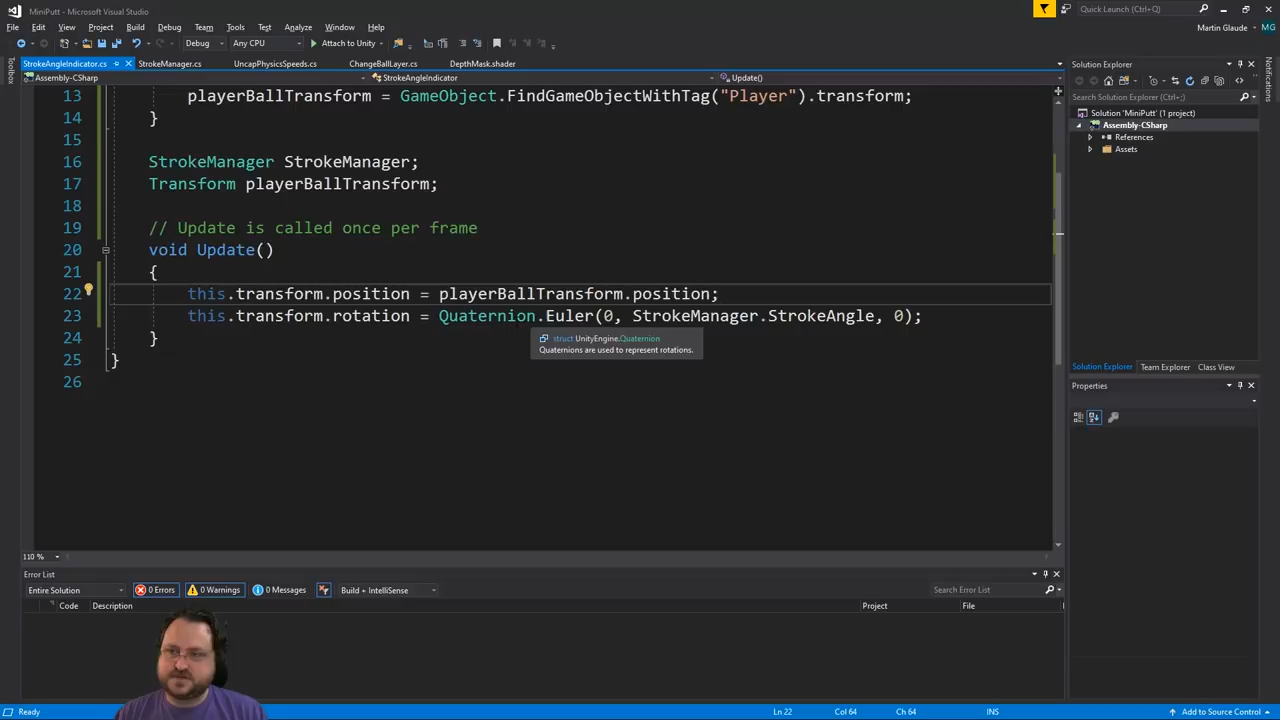 MiniPutt - Microsoft Visual Studio
Quick Launch (Ctrl+Q)
File Edit View Project Build Debug Team Tools Test Analyze Window Help
Martin Glaude MG
Debug Any CPU Attach to Unity
Toolbox
StrokeAngleIndicator.cs StrokeManager.cs UncapPhysicsSpeeds.cs ChangeBallLayer.cs DepthMask.shader
Assembly-CSharp StrokeAngleIndicator Update()
13 playerBallTransform = GameObject.FindGameObjectWithTag("Player").transform;
14 }
15
16 StrokeManager StrokeManager;
17 Transform playerBallTransform;
18
19 // Update is called once per frame
20 void Update()
21 {
22 this.transform.position = playerBallTransform.position;
23 this.transform.rotation = Quaternion.Euler(0, StrokeManager.StrokeAngle, 0);
24 }
25 }
26
struct UnityEngine.Quaternion
Quaternions are used to represent rotations.
110 %
Solution Explorer
Search Solution Explorer (Ctrl+;)
Solution 'MiniPutt' (1 project)
Assembly-CSharp
References
Assets
Solution Explorer Team Explorer Class View
Properties
Notifications
Error List
Entire Solution 0 Errors 0 Warnings 0 Messages Build + IntelliSense
Search Error List
Code Description Project File
Ready Ln 22 Col 64 Ch 64 INS Add to Source Control